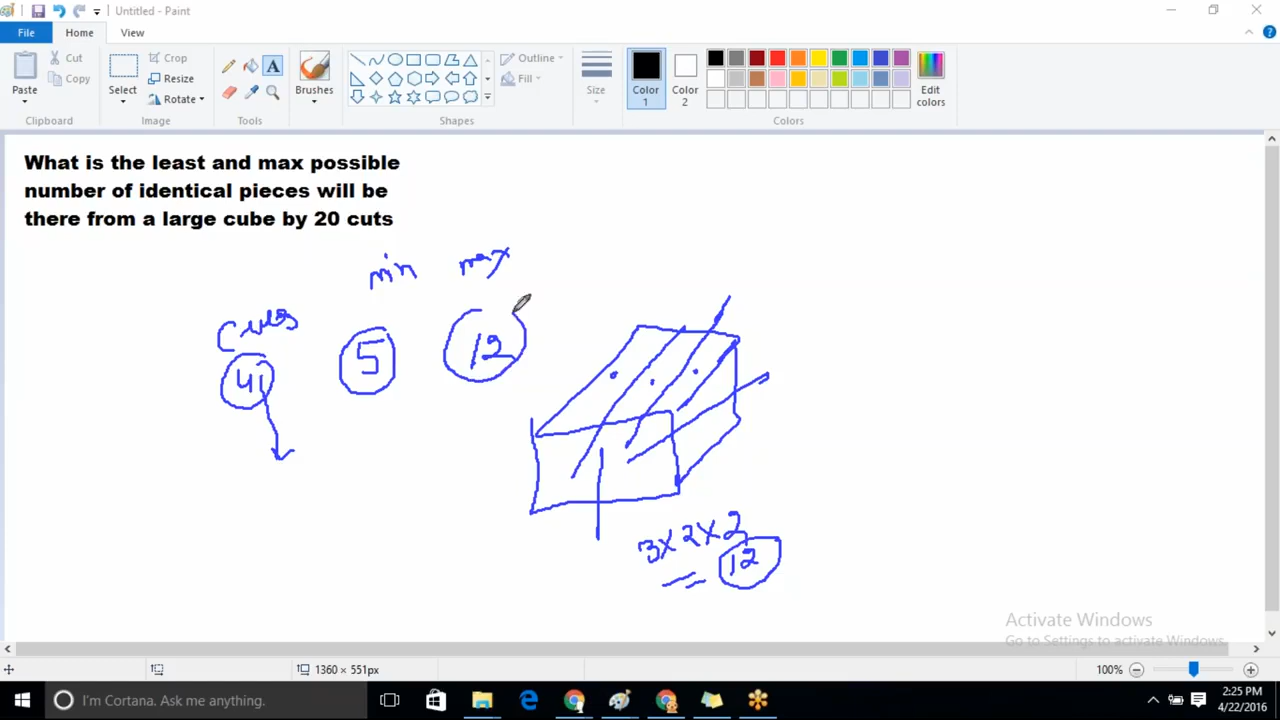 Untitled - Paint
File
Home
View
Paste
Cut
Copy
Clipboard
Select
Crop
Resize
Rotate
Image
Tools
Brushes
Shapes
Outline
Fill
Size
Color 1
Color 2
Edit colors
Colors
What is the least and max possible
number of identical pieces will be
there from a large cube by 20 cuts
min max
Cuts
4
5
12
3x2x2
= 12
Activate Windows
Go to Settings to activate Windows.
1360 × 551px
100%
I'm Cortana. Ask me anything.
2:25 PM
4/22/2016